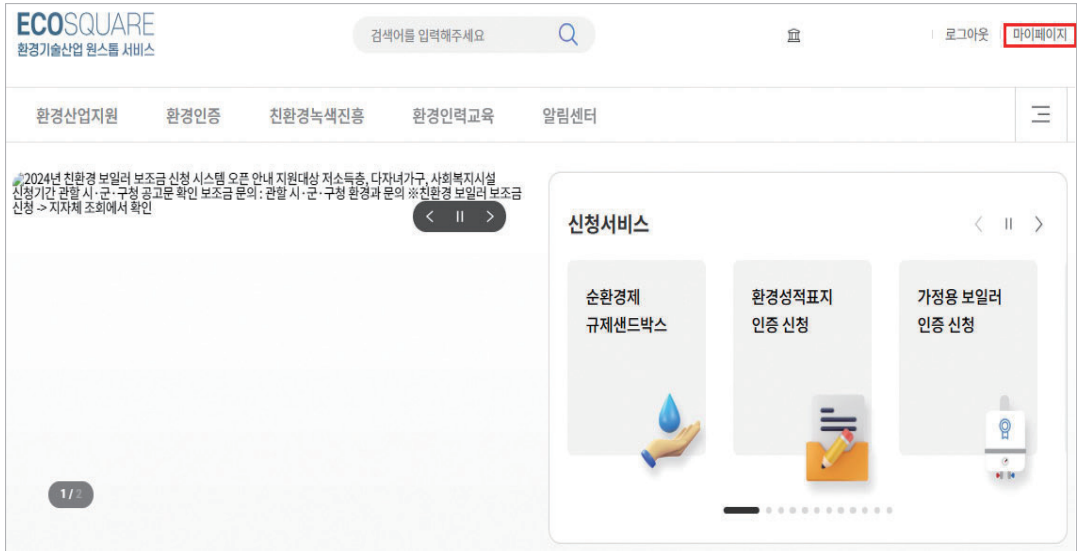 ECOSQUARE
환경기술산업 원스톱 서비스
검색어를 입력해주세요
로그아웃
마이페이지
환경산업지원
환경인증
친환경녹색진흥
환경인력교육
알림센터
2024년 친환경 보일러 보조금 신청 시스템 오픈 안내 지원대상 저소득층, 다자녀가구, 사회복지시설
신청기간 관할 시·군·구청 공고문 확인 보조금 문의 : 관할 시·군·구청 환경과 문의 ※친환경 보일러 보조금
신청 -> 지자체 조회에서 확인
1 / 2
신청서비스
순환경제
규제샌드박스
환경성적표지
인증 신청
가정용 보일러
인증 신청